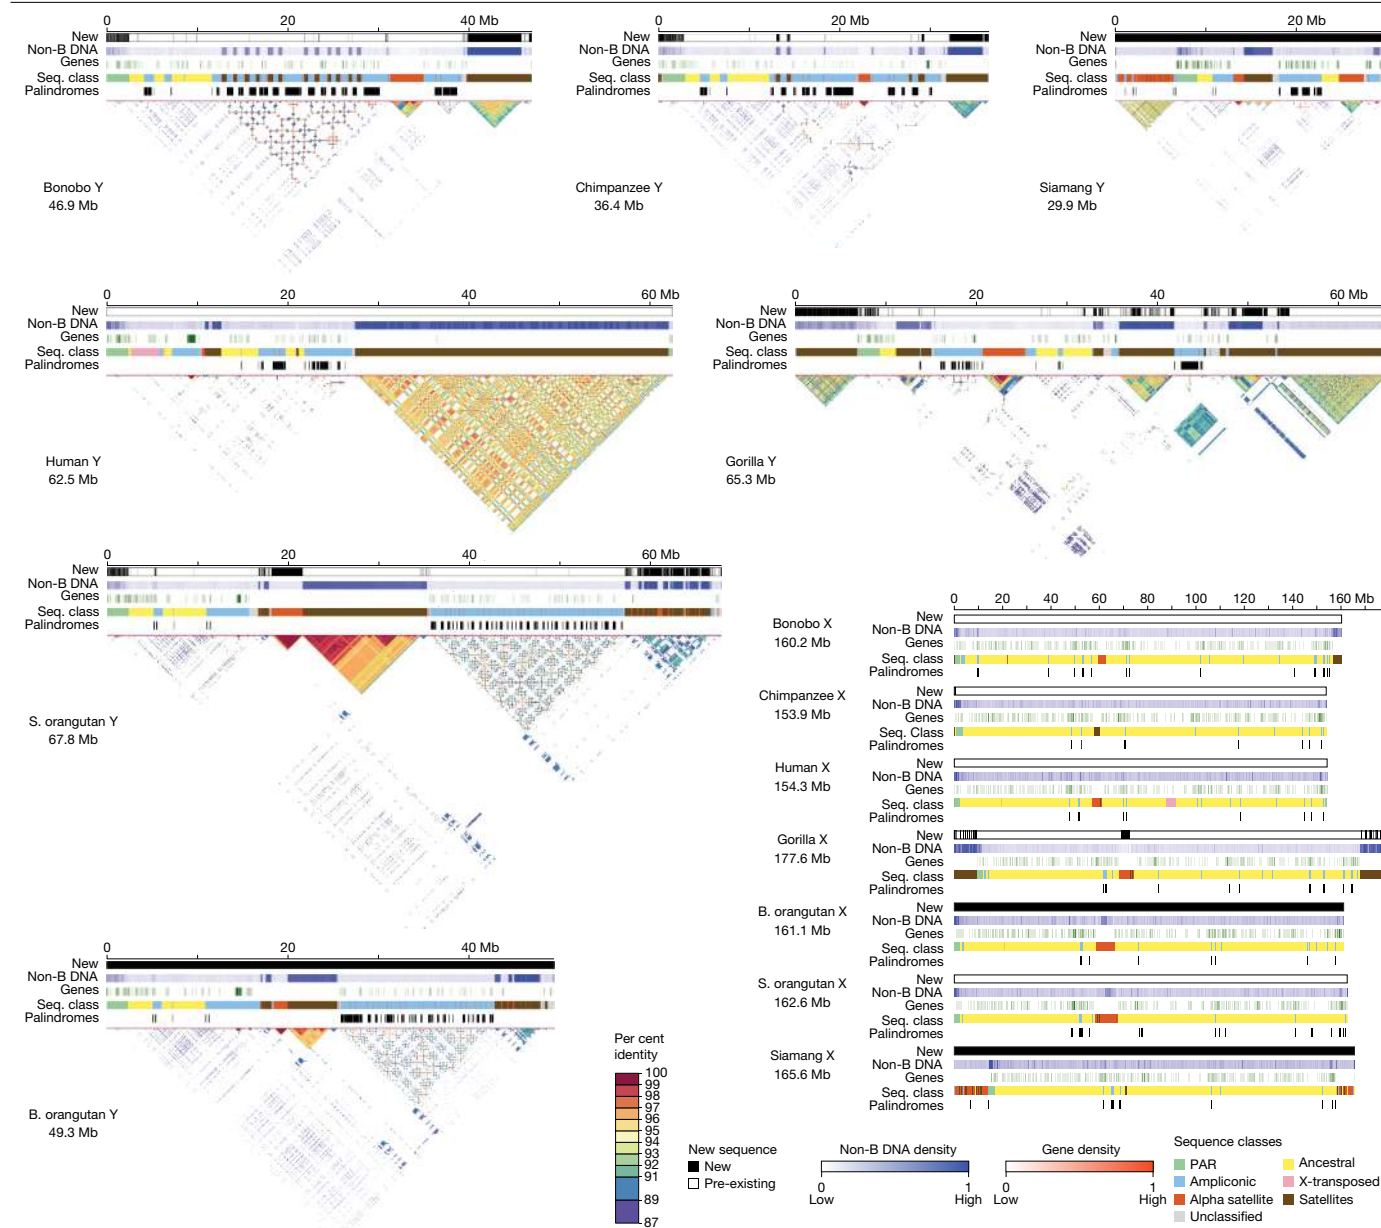 0 20 40 Mb
New
Non-B DNA
Genes
Seq. class
Palindromes
Bonobo Y
46.9 Mb
0 20 Mb
New
Non-B DNA
Genes
Seq. class
Palindromes
Chimpanzee Y
36.4 Mb
0 20 Mb
New
Non-B DNA
Genes
Seq. class
Palindromes
Siamang Y
29.9 Mb
0 20 40 60 Mb
New
Non-B DNA
Genes
Seq. class
Palindromes
Human Y
62.5 Mb
0 20 40 60 Mb
New
Non-B DNA
Genes
Seq. class
Palindromes
Gorilla Y
65.3 Mb
0 20 40 60 Mb
New
Non-B DNA
Genes
Seq. class
Palindromes
S. orangutan Y
67.8 Mb
0 20 40 Mb
New
Non-B DNA
Genes
Seq. class
Palindromes
B. orangutan Y
49.3 Mb
0 20 40 60 80 100 120 140 160 Mb
Bonobo X
160.2 Mb
New
Non-B DNA
Genes
Seq. class
Palindromes
Chimpanzee X
153.9 Mb
New
Non-B DNA
Genes
Seq. Class
Palindromes
Human X
154.3 Mb
New
Non-B DNA
Genes
Seq. class
Palindromes
Gorilla X
177.6 Mb
New
Non-B DNA
Genes
Seq. class
Palindromes
B. orangutan X
161.1 Mb
New
Non-B DNA
Genes
Seq. class
Palindromes
S. orangutan X
162.6 Mb
New
Non-B DNA
Genes
Seq. class
Palindromes
Siamang X
165.6 Mb
New
Non-B DNA
Genes
Seq. class
Palindromes
Per cent
identity
100
99
98
97
96
95
94
93
92
91
89
87
New sequence
New
Pre-existing
Non-B DNA density
0 1
Low High
Gene density
0 1
Low High
Sequence classes
PAR
Ampliconic
Alpha satellite
Unclassified
Ancestral
X-transposed
Satellites